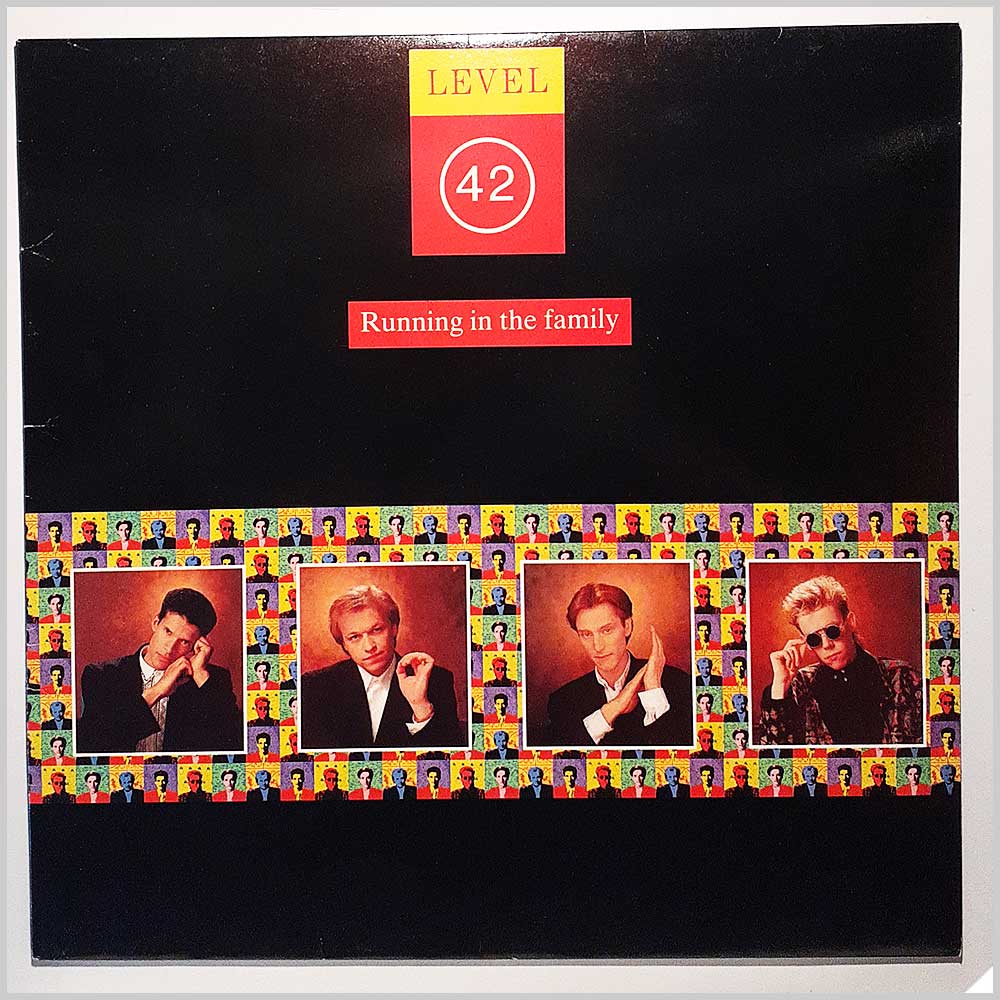 LEVEL
42
Running in the family